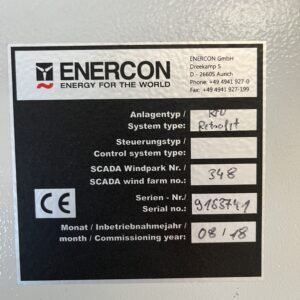 ENERCON
ENERGY FOR THE WORLD
ENERCON GmbH
Dreekamp 5
D - 26605 Aurich
Phone: +49 4941 927-0
Fax: +49 4941 927-199
Anlagentyp /
System type:
RTU
Retrofit
Steuerungstyp /
Control system type:
SCADA Windpark Nr. /
SCADA wind farm no.:
348
CE
Serien - Nr. /
Serial no.:
9163741
Monat / Inbetriebnahmejahr /
month / Commissioning year:
08/18